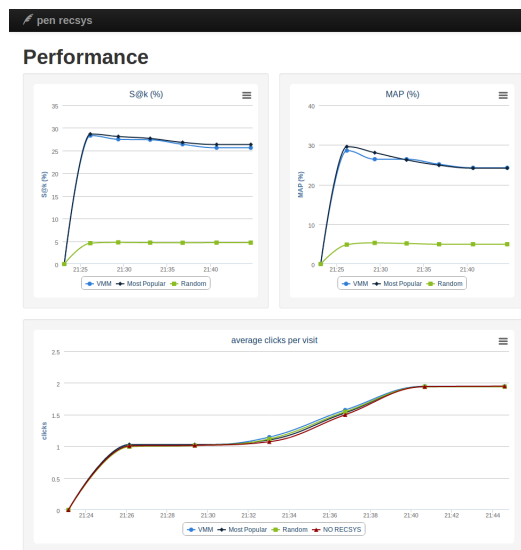 pen recsys
Performance
S@k (%)
35
30
25
20
15
10
5
0
S@k (%)
21:25 21:30 21:35 21:40
VMM Most Popular Random
MAP (%)
40
30
20
10
0
MAP (%)
21:25 21:30 21:35 21:40
VMM Most Popular Random
average clicks per visit
2.5
2
1.5
1
0.5
0
clicks
21:24 21:26 21:28 21:30 21:32 21:34 21:36 21:38 21:40 21:42 21:44
VMM Most Popular Random NO RECSYS